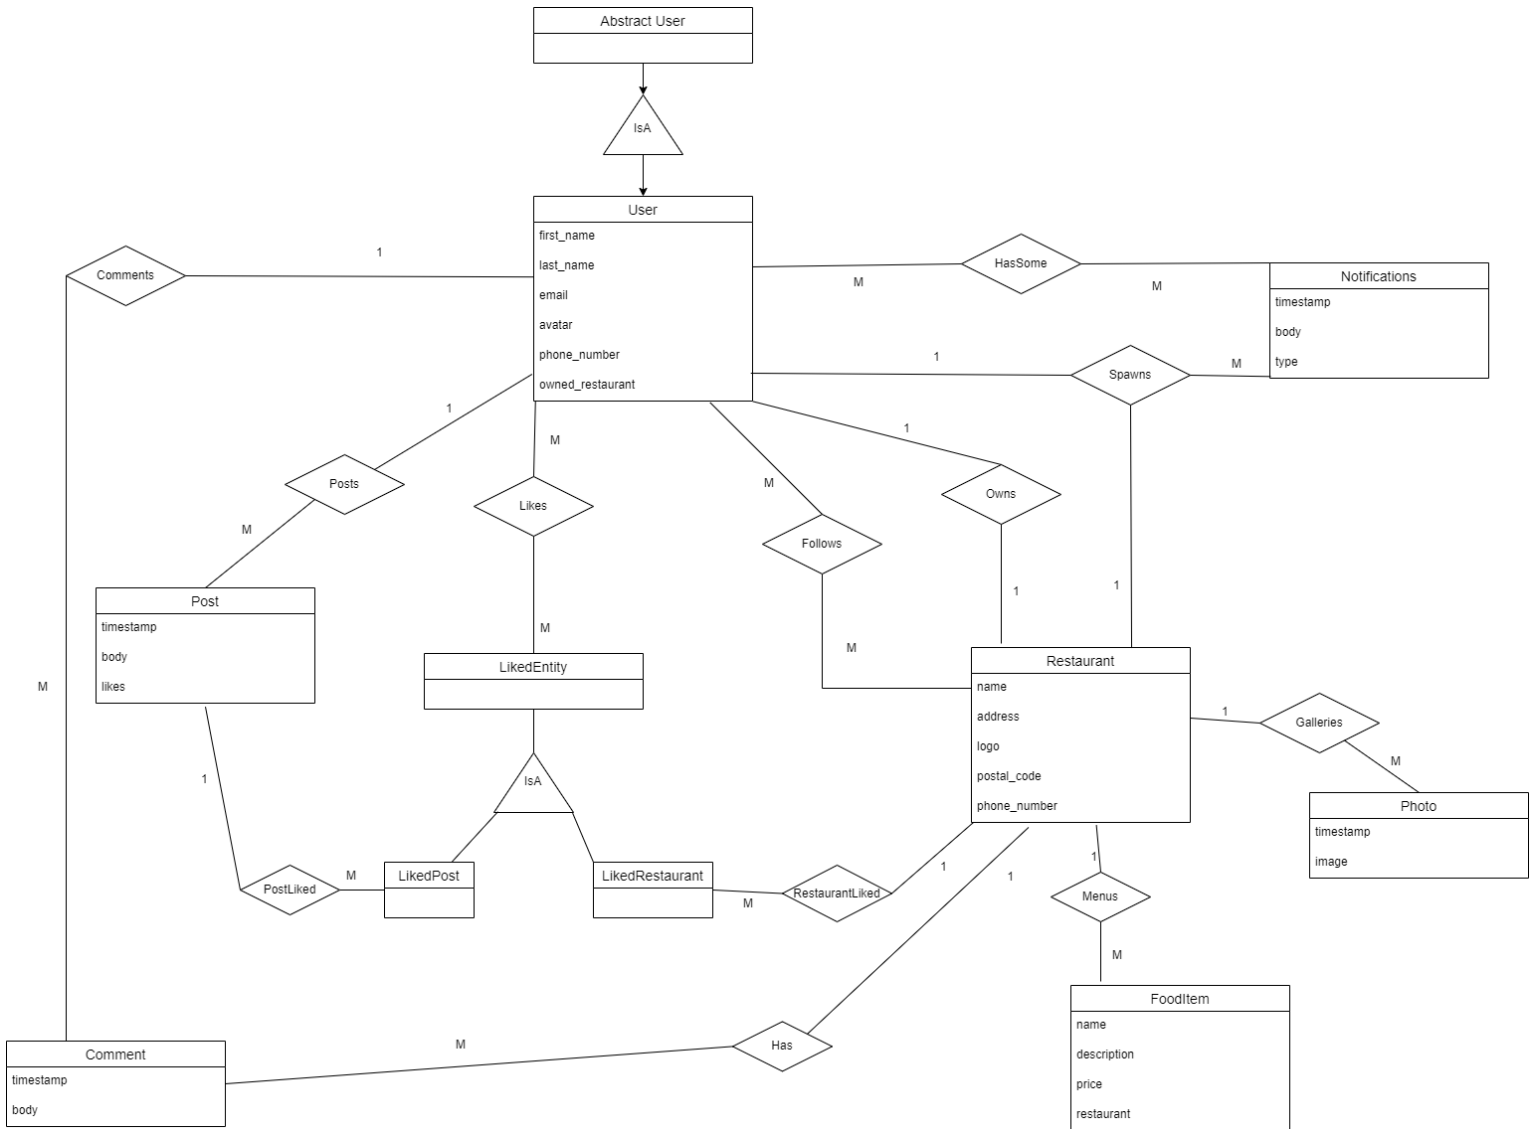 Abstract User
IsA
User
first_name
last_name
email
avatar
phone_number
owned_restaurant
Comments
1
HasSome
M
M
Notifications
timestamp
body
type
1
Spawns
M
1
Posts
M
1
M
Likes
M
M
Follows
M
1
Owns
1
Post
timestamp
body
likes
M
LikedEntity
IsA
Restaurant
name
address
logo
postal_code
phone_number
1
Galleries
M
Photo
timestamp
image
1
PostLiked
M
LikedPost
LikedRestaurant
M
RestaurantLiked
1
1
1
Menus
M
FoodItem
name
description
price
restaurant
Has
M
Comment
timestamp
body